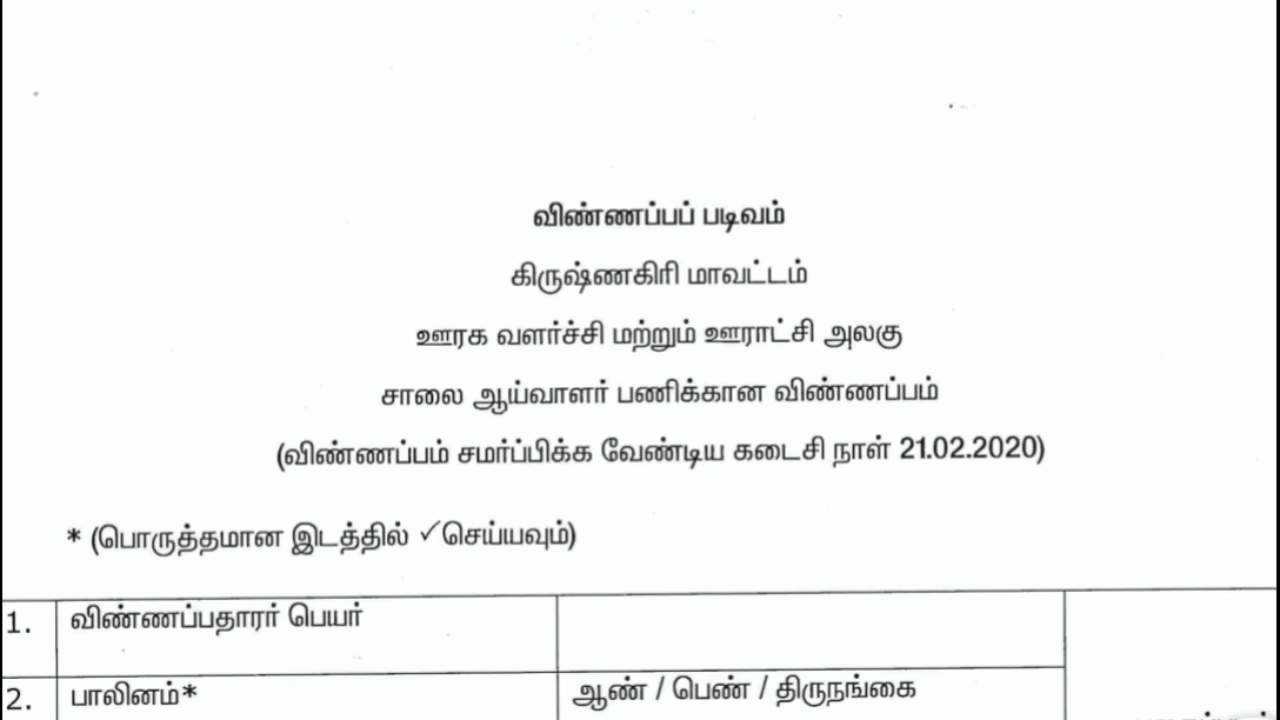 விண்ணப்பப் படிவம்
கிருஷ்ணகிரி மாவட்டம்
ஊரக வளர்ச்சி மற்றும் ஊராட்சி அலகு
சாலை ஆய்வாளர் பணிக்கான விண்ணப்பம்
(விண்ணப்பம் சமர்ப்பிக்க வேண்டிய கடைசி நாள் 21.02.2020)
* (பொருத்தமான இடத்தில் ✓செய்யவும்)
1. விண்ணப்பதாரர் பெயர்
2. பாலினம்* ஆண் / பெண் / திருநங்கை